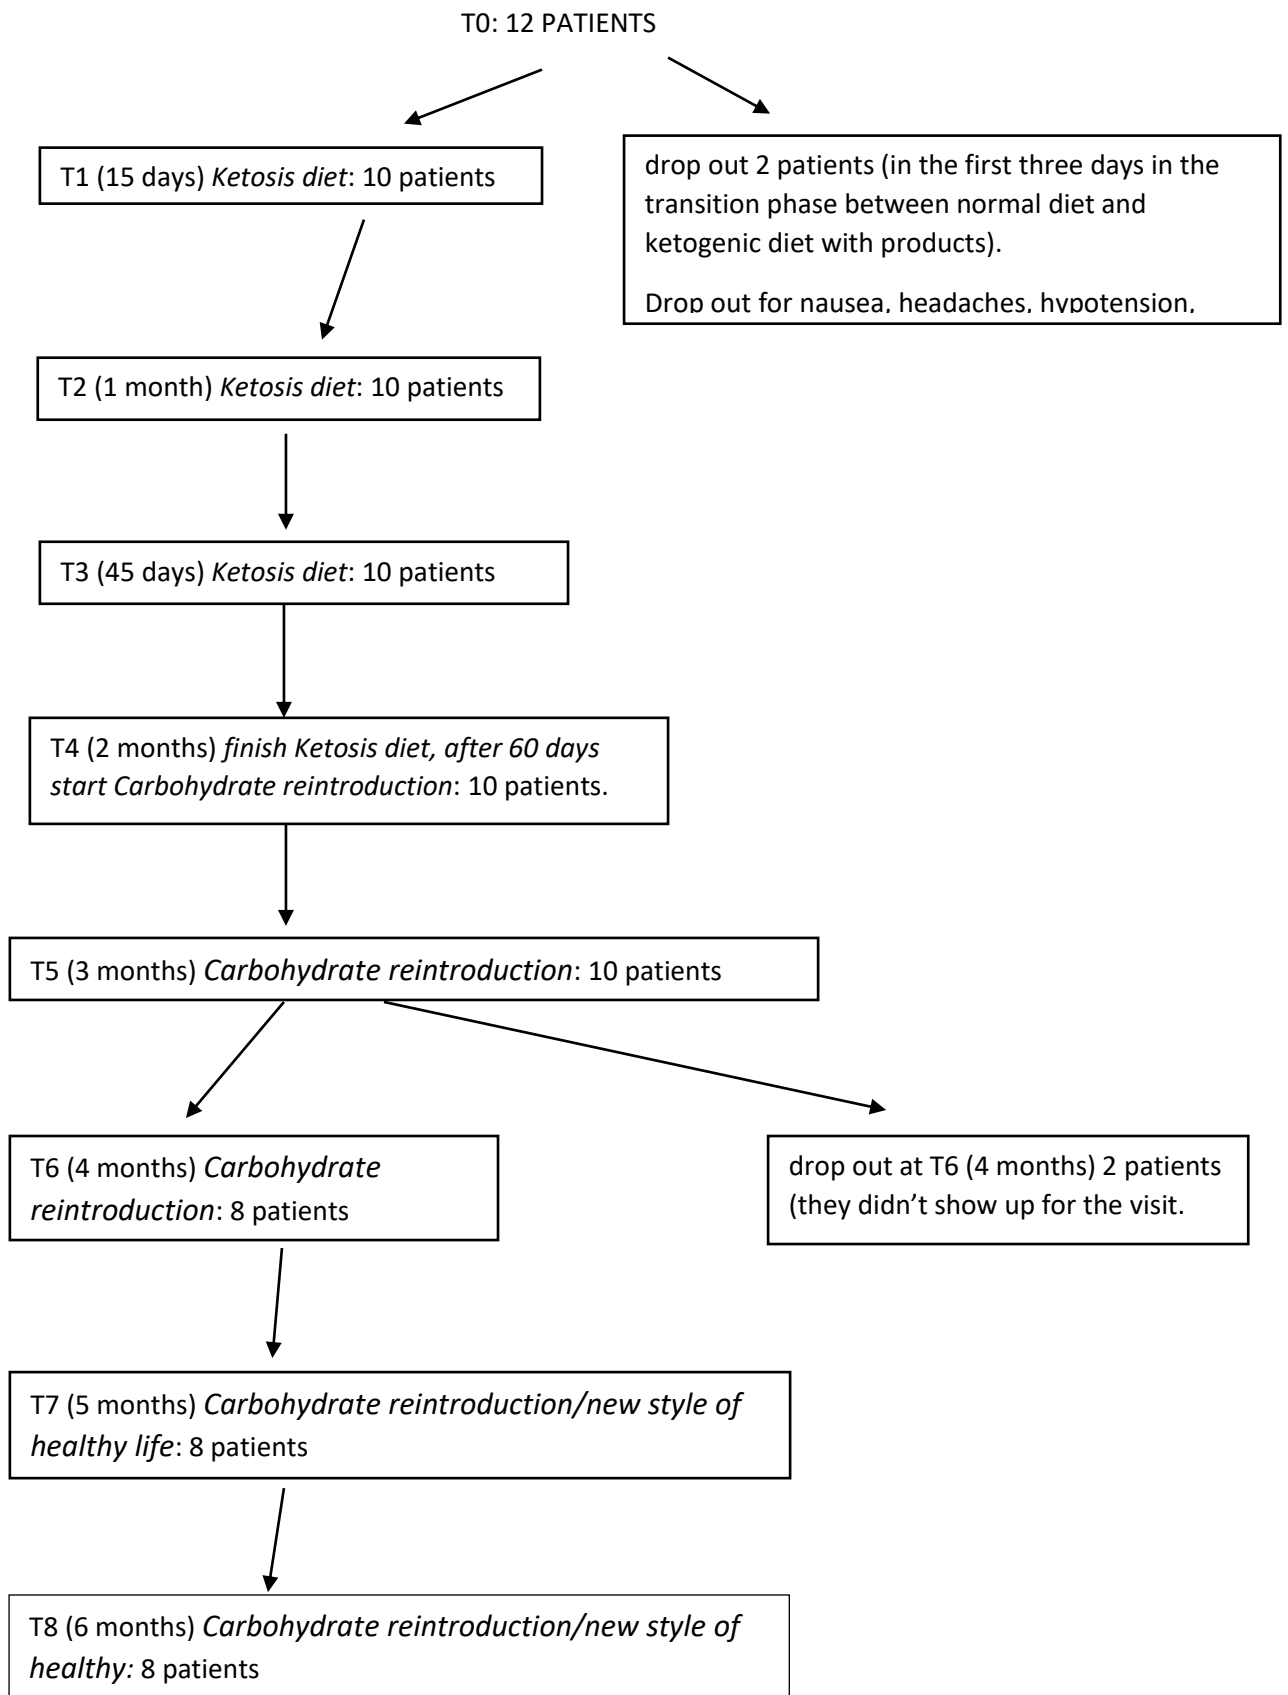 T0: 12 PATIENTS
T1 (15 days) Ketosis diet: 10 patients
drop out 2 patients (in the first three days in the
transition phase between normal diet and
ketogenic diet with products).
Drop out for nausea, headaches, hypotension,
T2 (1 month) Ketosis diet: 10 patients
T3 (45 days) Ketosis diet: 10 patients
T4 (2 months) finish Ketosis diet, after 60 days
start Carbohydrate reintroduction: 10 patients.
T5 (3 months) Carbohydrate reintroduction: 10 patients
T6 (4 months) Carbohydrate
reintroduction: 8 patients
drop out at T6 (4 months) 2 patients
(they didn’t show up for the visit.
T7 (5 months) Carbohydrate reintroduction/new style of
healthy life: 8 patients
T8 (6 months) Carbohydrate reintroduction/new style of
healthy: 8 patients